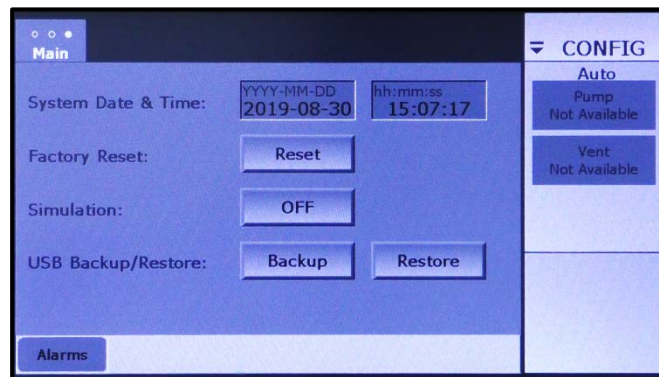 Main
CONFIG
Auto
Pump
Not Available
Vent
Not Available
System Date & Time:
YYYY-MM-DD
2019-08-30
hh:mm:ss
15:07:17
Factory Reset:
Reset
Simulation:
OFF
USB Backup/Restore:
Backup
Restore
Alarms